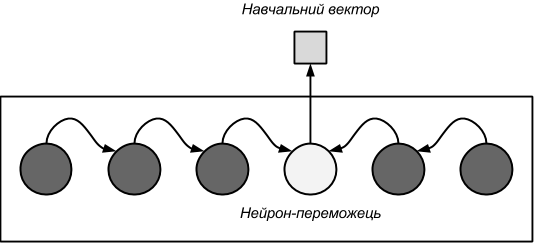 Навчальний вектор
Нейрон-переможець